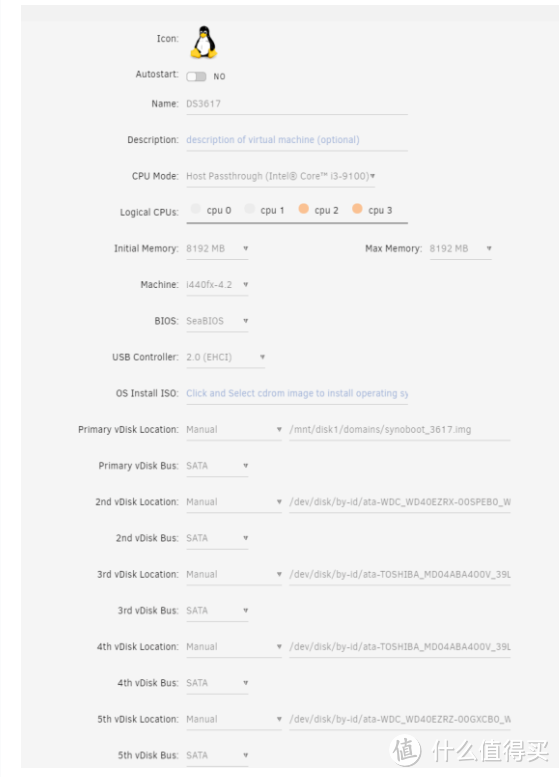 Icon:
Autostart: NO
Name: DS3617
Description: description of virtual machine (optional)
CPU Mode: Host Passthrough (Intel® Core™ i3-9100)
Logical CPUs: cpu 0 cpu 1 cpu 2 cpu 3
Initial Memory: 8192 MB Max Memory: 8192 MB
Machine: i440fx-4.2
BIOS: SeaBIOS
USB Controller: 2.0 (EHCI)
OS Install ISO: Click and Select cdrom image to install operating sy
Primary vDisk Location: Manual /mnt/disk1/domains/synoboot_3617.img
Primary vDisk Bus: SATA
2nd vDisk Location: Manual /dev/disk/by-id/ata-WDC_WD40EZRX-00SPEB0_W
2nd vDisk Bus: SATA
3rd vDisk Location: Manual /dev/disk/by-id/ata-TOSHIBA_MD04ABA400V_39L
3rd vDisk Bus: SATA
4th vDisk Location: Manual /dev/disk/by-id/ata-TOSHIBA_MD04ABA400V_39L
4th vDisk Bus: SATA
5th vDisk Location: Manual /dev/disk/by-id/ata-WDC_WD40EZRZ-00GXCB0_W
5th vDisk Bus: SATA
值 什么值得买